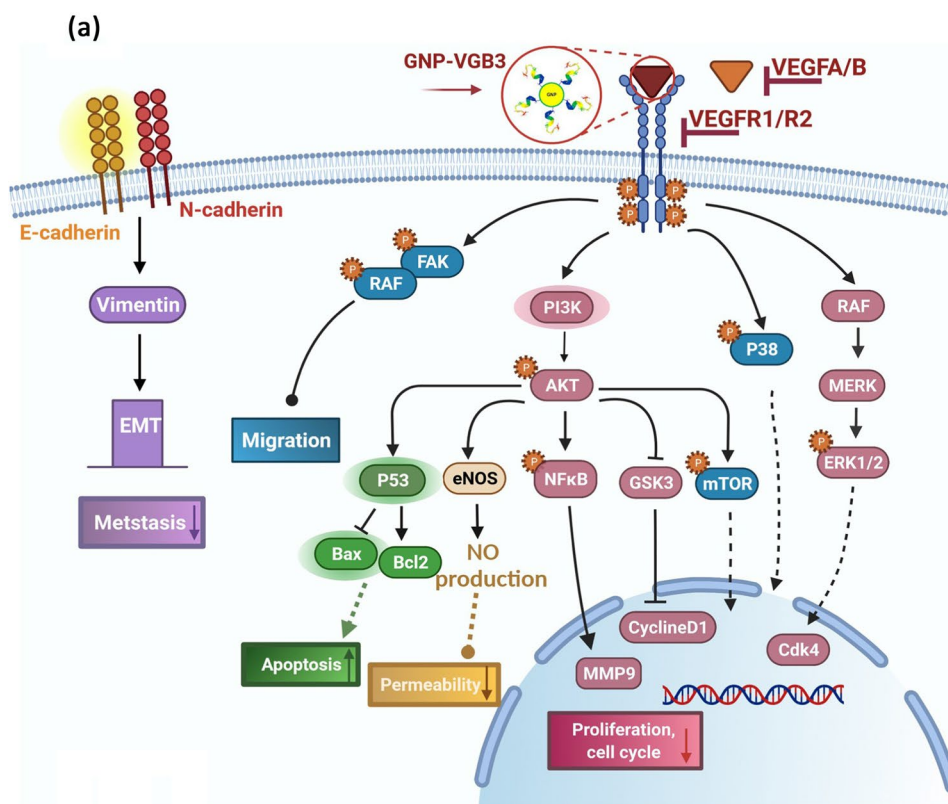 (a)
GNP-VGB3
GNP
VEGFA/B
VEGFR1/R2
N-cadherin
E-cadherin
P
P
P
P
P
FAK
P
RAF
Vimentin
PI3K
RAF
P
P38
P
AKT
MERK
EMT
Migration
P
ERK1/2
P53
eNOS
P
NFκB
GSK3
P
mTOR
Metstasis
Bax
Bcl2
NO
production
CyclineD1
Cdk4
Apoptosis
Permeability
MMP9
Proliferation,
cell cycle